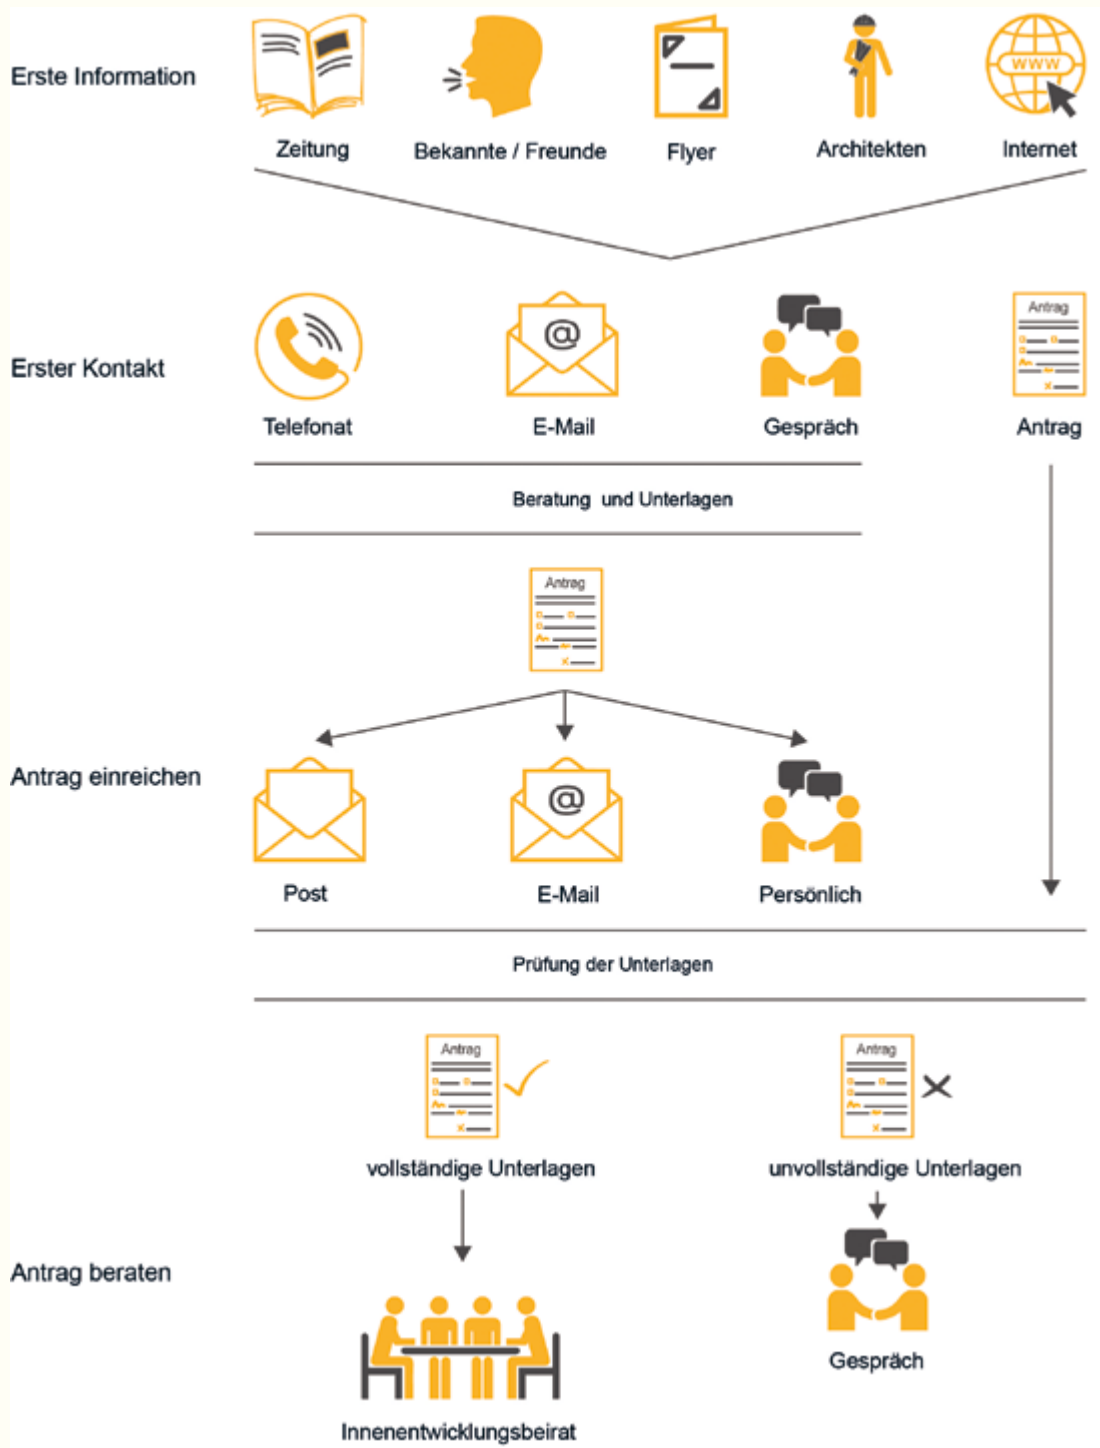 Erste Information
WWW
Zeitung
Bekannte / Freunde
Flyer
Architekten
Internet
Erster Kontakt
@
Antrag
Telefonat
E-Mail
Gespräch
Antrag
Beratung und Unterlagen
Antrag
Antrag einreichen
@
Post
E-Mail
Persönlich
Prüfung der Unterlagen
Antrag
Antrag
vollständige Unterlagen
unvollständige Unterlagen
Antrag beraten
Gespräch
Innenentwicklungsbeirat